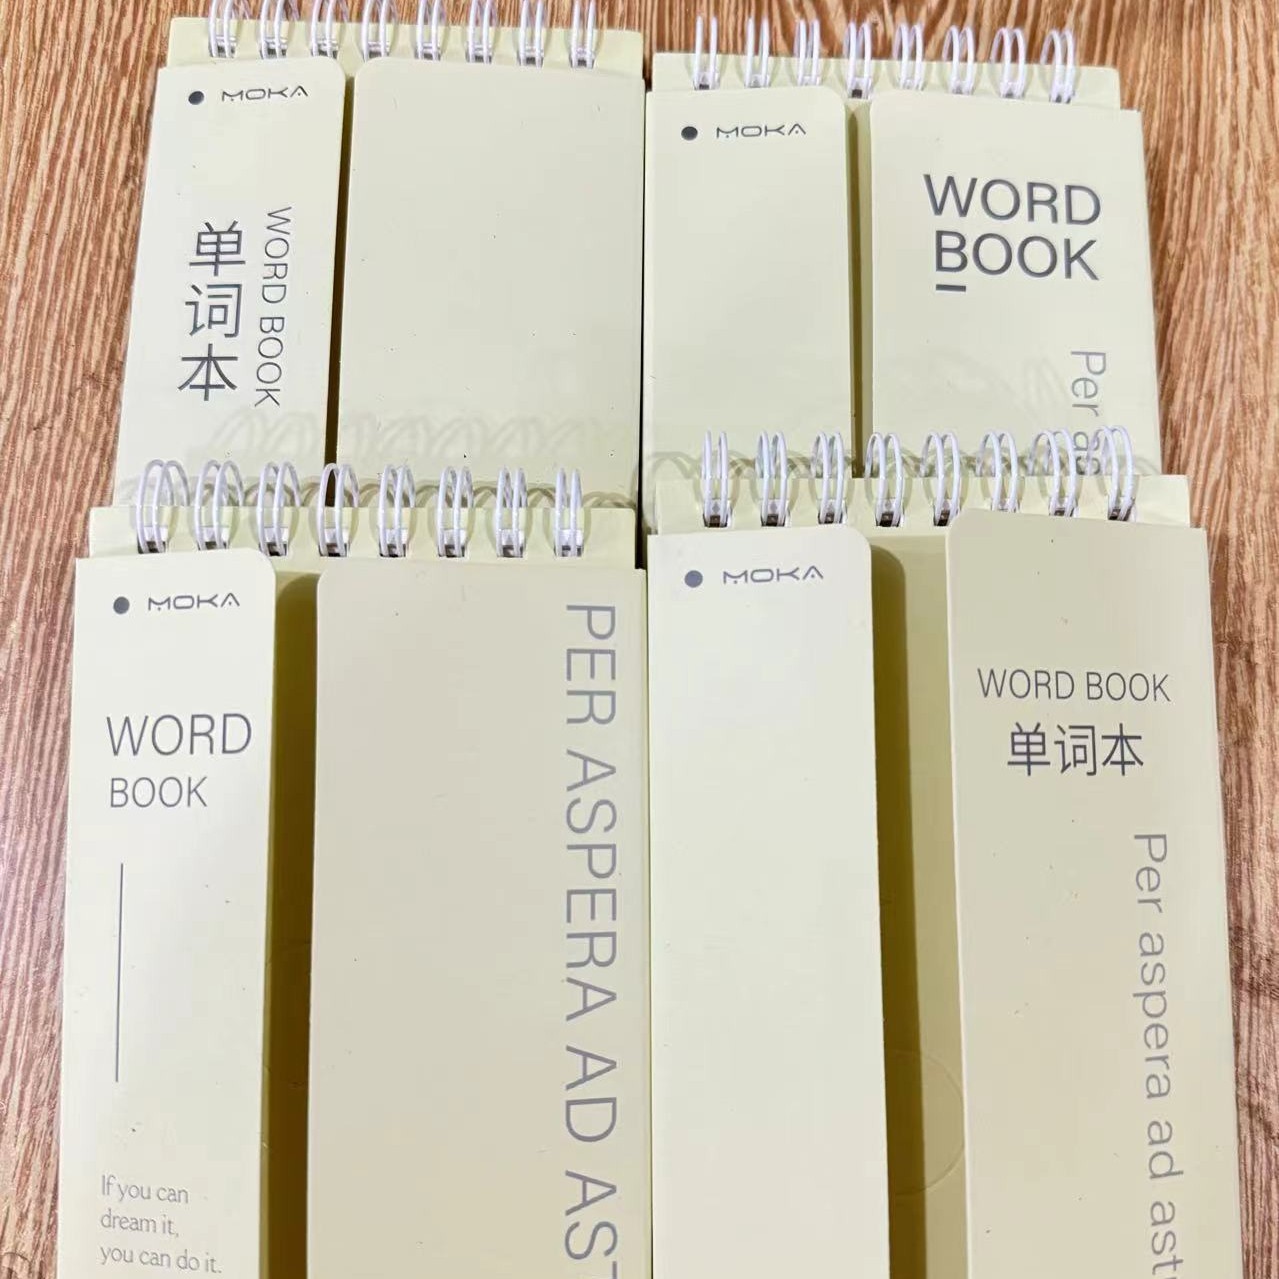 MOKA
单词本
WORD BOOK
MOKA
WORD
BOOK
Per as
MOKA
WORD
BOOK
If you can
dream it,
you can do it.
PER ASPERA AD AST
MOKA
WORD BOOK
单词本
Per aspera ad astr